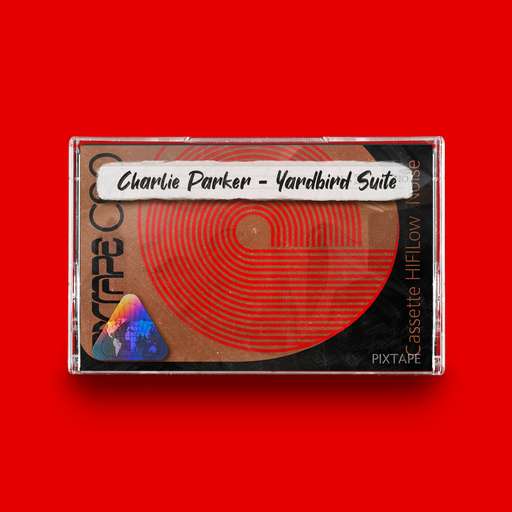 Charlie Parker - Yardbird Suite
Cassette HIFILow Noise
PIXTAPE